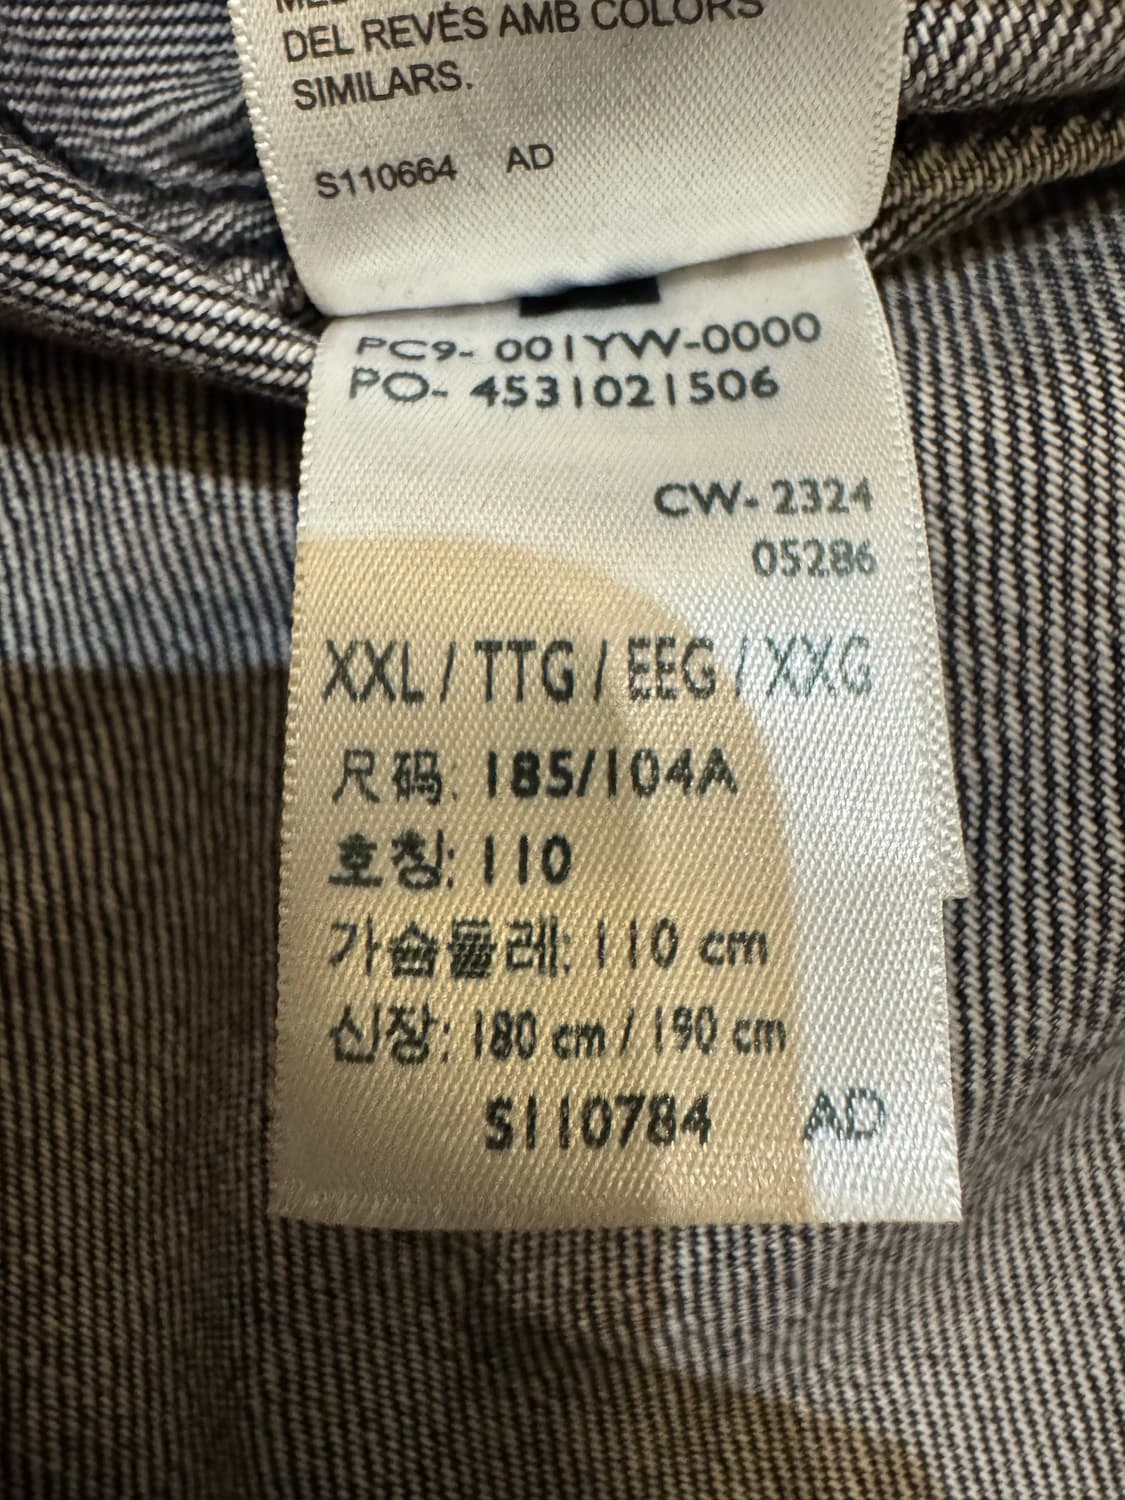 DEL REVÉS AMB COLORS
SIMILARS.
S110664 AD
PC9- 001YW-0000
PO- 4531021506
CW- 2324
05286
XXL / TTG / EEG / XXG
尺码: 185/104A
호칭: 110
가슴둘레: 110 cm
신장: 180 cm / 190 cm
S110784 AD